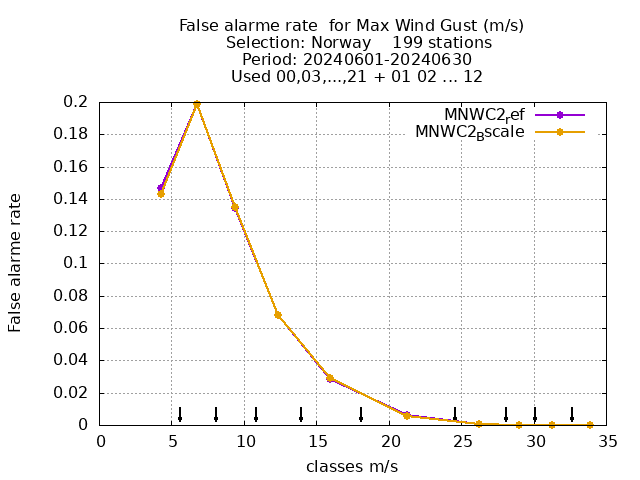 False alarme rate  for Max Wind Gust (m/s)
Selection: Norway    199 stations
Period: 20240601-20240630
Used 00,03,...,21 + 01 02 ... 12
MNWC2ref
MNWC2Bscale
0.2
0.18
0.16
0.14
0.12
0.1
0.08
0.06
0.04
0.02
0
False alarme rate
0 5 10 15 20 25 30 35
classes m/s